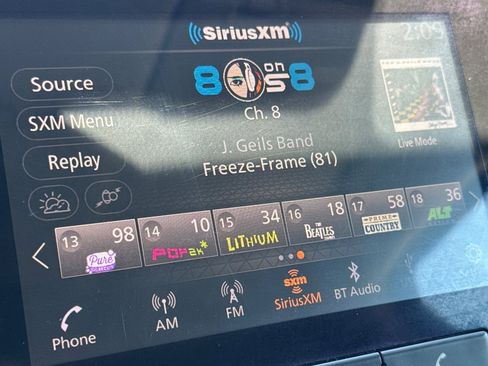 SiriusXM
2:09
Source
80s on 8
Ch. 8
SXM Menu
J. Geils Band
Freeze-Frame (81)
Live Mode
Replay
13 98
14 10
POP2K
15 34
LITHIUM
16 18
THE BEATLES
17 58
PRIME COUNTRY
18 36
ALT
Pure
Phone
AM
FM
sxm
SiriusXM
BT Audio